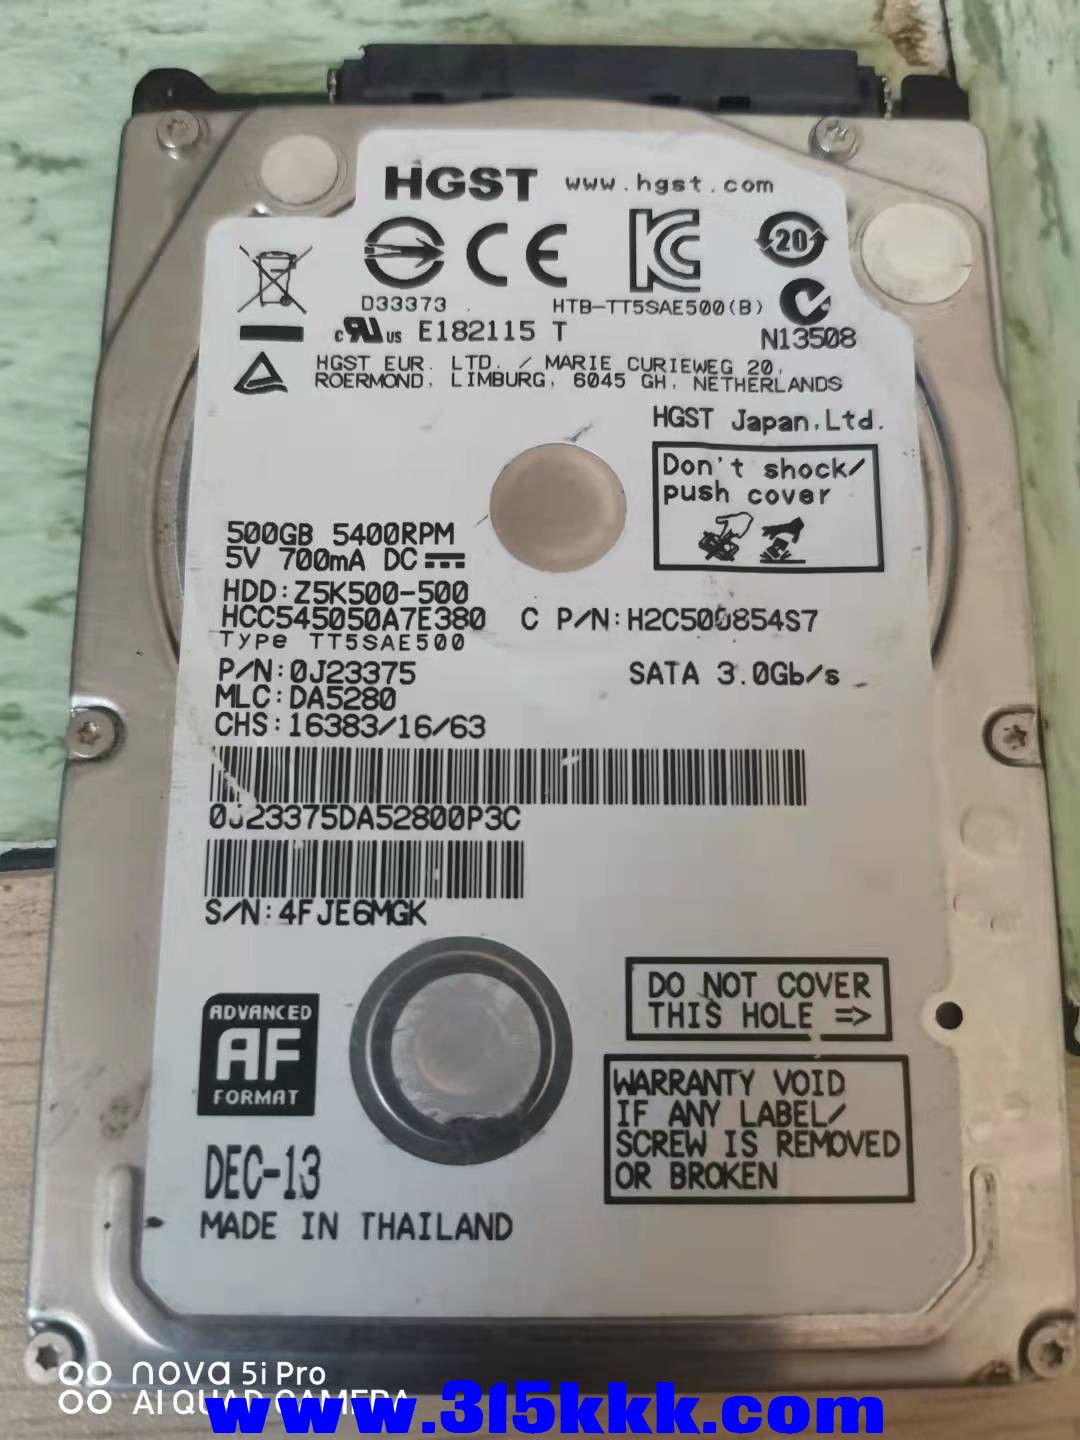 HGST www.hgst.com
20
D33373 HTB-TT5SAE500(B)
c RU us E182115 T N13508
HGST EUR. LTD. / MARIE CURIEWEG 20,
ROERMOND, LIMBURG, 6045 GH, NETHERLANDS
HGST Japan,Ltd.
Don't shock/
push cover
500GB 5400RPM
5V 700mA DC
HDD:Z5K500-500
HCC545050A7E380 C P/N:H2C500854S7
Type TT5SAE500
P/N:0J23375 SATA 3.0Gb/s
MLC:DA5280
CHS:16383/16/63
0J23375DA52800P3C
S/N:4FJE6MGK
DO NOT COVER
THIS HOLE =>
ADVANCED
AF
FORMAT
WARRANTY VOID
IF ANY LABEL/
SCREW IS REMOVED
OR BROKEN
DEC-13
MADE IN THAILAND
nova 5i Pro
AI QUAD CAMERA
www.315kkk.com